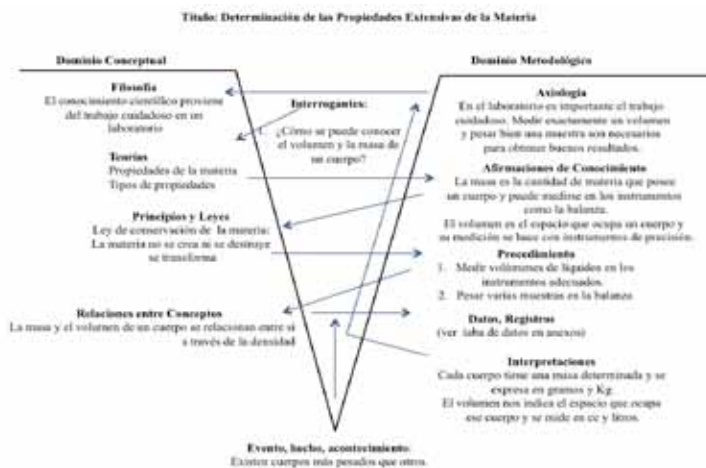 Título: Determinación de las Propiedades Extensivas de la Materia
Dominio Conceptual
Filosofía
El conocimiento científico proviene
del trabajo cuidadoso en un
laboratorio
Teorías
Propiedades de la materia
Tipos de propiedades
Principios y Leyes
Ley de conservación de la materia:
La materia no se crea ni se destruye
se transforma
Relaciones entre Conceptos
La masa y el volumen de un cuerpo se relacionan entre si
a través de la densidad
Interrogantes:
1. ¿Cómo se puede conocer
el volumen y la masa de
un cuerpo?
Dominio Metodológico
Axiología
En el laboratorio es importante el trabajo
cuidadoso. Medir exactamente un volumen
y pesar bien una muestra son necesarios
para obtener buenos resultados.
Afirmaciones de Conocimiento
La masa es la cantidad de materia que posee
un cuerpo y puede medirse en los instrumentos
como la balanza.
El volumen es el espacio que ocupa un cuerpo y
su medición se hace con instrumentos de precisión.
Procedimiento
1. Medir volúmenes de líquidos en los
instrumentos adecuados.
2. Pesar varias muestras en la balanza
Datos, Registros
(ver taba de datos en anexos)
Interpretaciones
Cada cuerpo tiene una masa determinada y se
expresa en gramos y Kg.
El volumen nos indica el espacio que ocupa
ese cuerpo y se mide en cc y litros.
Evento, hecho, acontecimiento:
Existen cuerpos más pesados que otros.